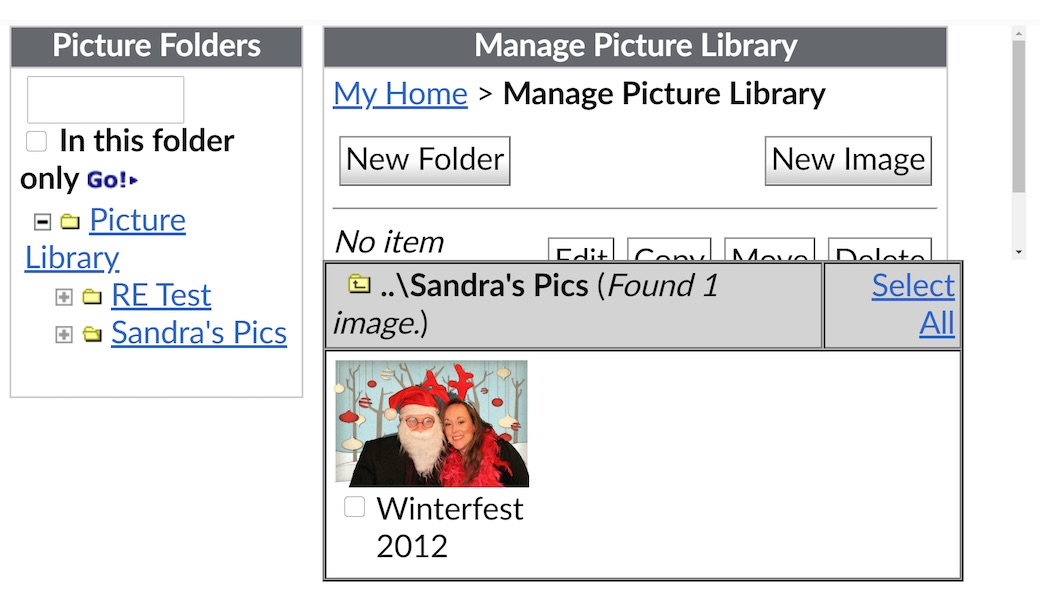 Picture Folders
In this folder
only Go!
Picture
Library
RE Test
Sandra's Pics
Manage Picture Library
My Home > Manage Picture Library
New Folder New Image
No item
Edit Copy Move Delete
..\Sandra's Pics (Found 1
image.)
Select
All
Winterfest
2012